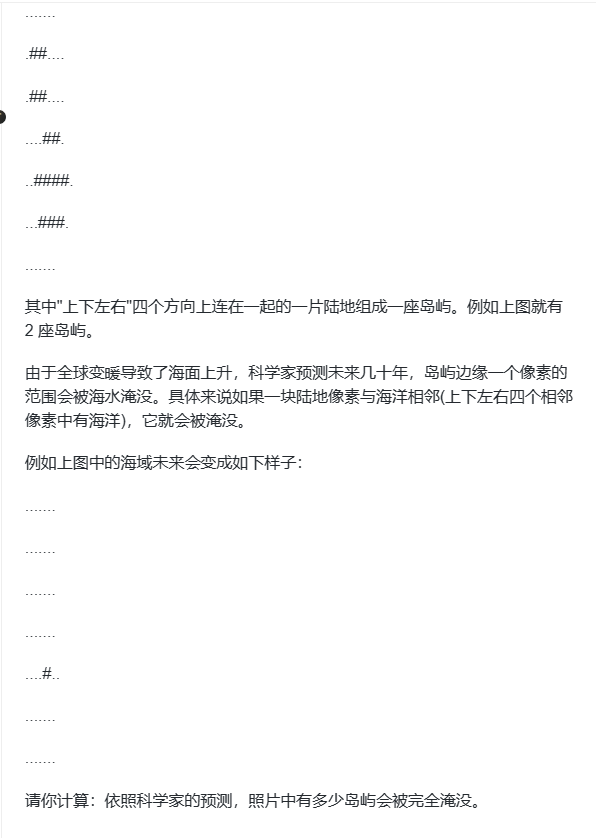 .......
.##....
.##....
....##.
..####.
...###.
.......
其中"上下左右"四个方向上连在一起的一片陆地组成一座岛屿。例如上图就有
2 座岛屿。
由于全球变暖导致了海面上升，科学家预测未来几十年，岛屿边缘一个像素的
范围会被海水淹没。具体来说如果一块陆地像素与海洋相邻(上下左右四个相邻
像素中有海洋)，它就会被淹没。
例如上图中的海域未来会变成如下样子：
.......
.......
.......
.......
....#..
.......
.......
请你计算：依照科学家的预测，照片中有多少岛屿会被完全淹没。